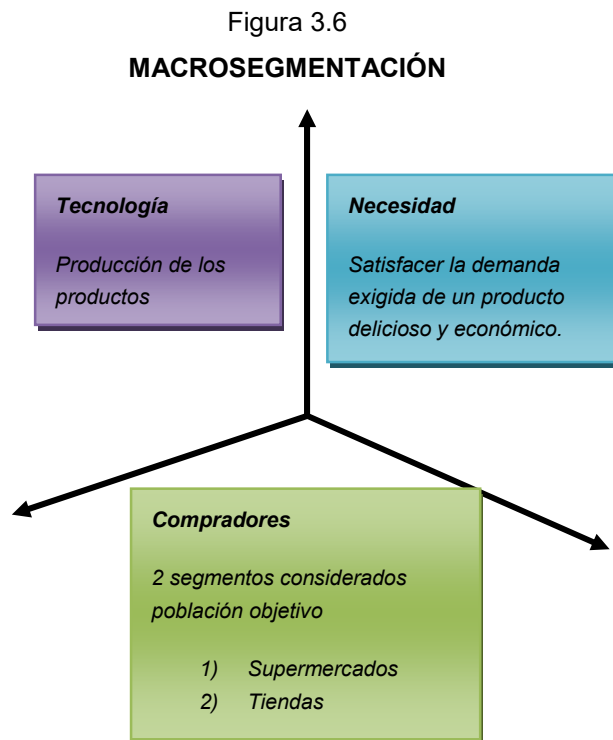 Figura 3.6
MACROSEGMENTACIÓN
Tecnología
Producción de los
productos
Necesidad
Satisfacer la demanda
exigida de un producto
delicioso y económico.
Compradores
2 segmentos considerados
población objetivo
1) Supermercados
2) Tiendas